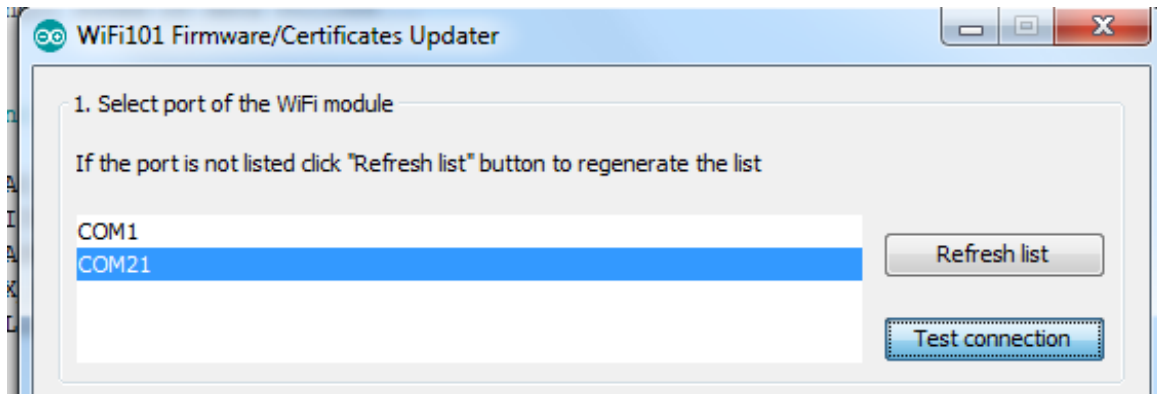 WiFi101 Firmware/Certificates Updater
1. Select port of the WiFi module
If the port is not listed click "Refresh list" button to regenerate the list
COM1
COM21
Refresh list
Test connection